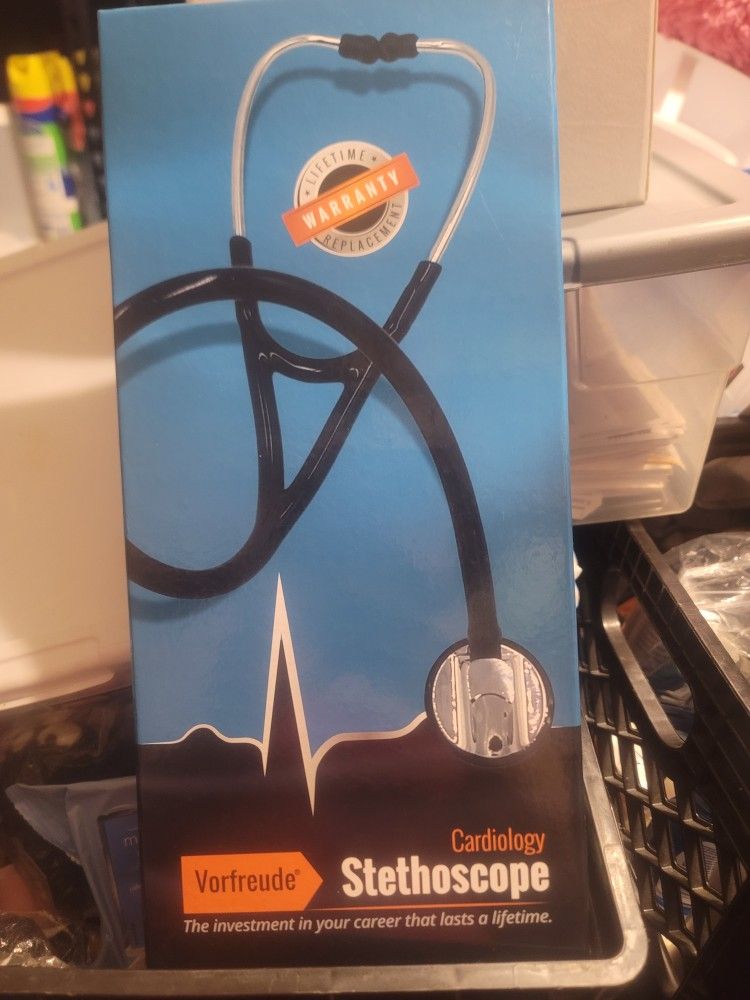 LIFETIME
WARRANTY
REPLACEMENT
Cardiology
Vorfreude®
Stethoscope
The investment in your career that lasts a lifetime.